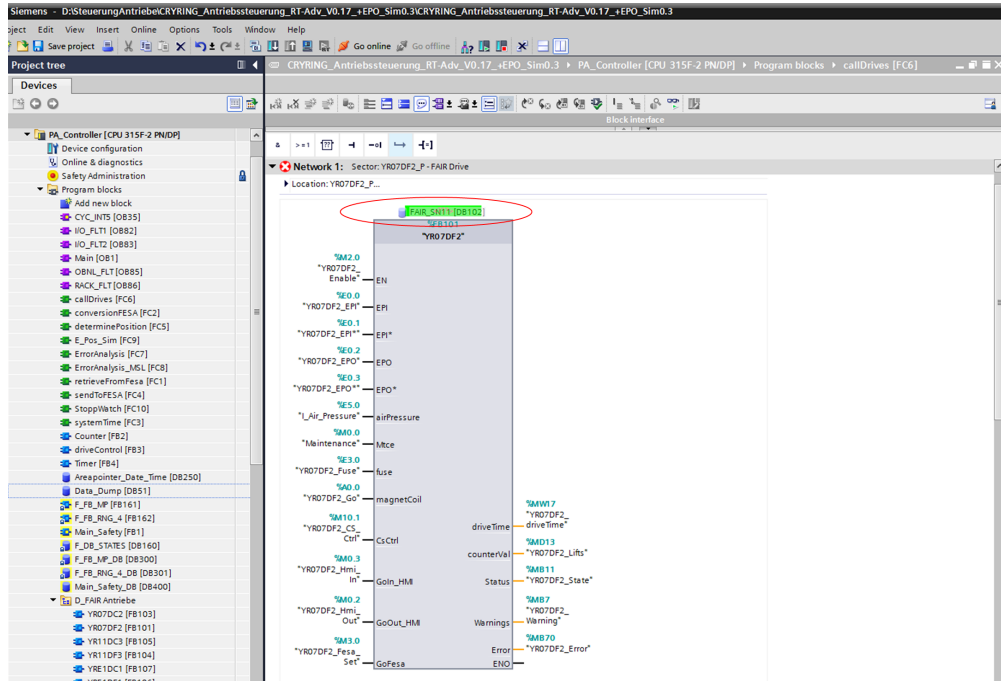 Siemens - D:\SteuerungAntriebe\CRYRING_Antriebssteuerung_RT-Adv_V0.17_+EPO_Sim0.3\CRYRING_Antriebssteuerung_RT-Adv_V0.17_+EPO_Sim0.3
oject Edit View Insert Online Options Tools Window Help
Save project Go online Go offline
Project tree
CRYRING_Antriebssteuerung_RT-Adv_V0.17_+EPO_Sim0.3 PA_Controller [CPU 315F-2 PN/DP] Program blocks callDrives [FC6]
Devices
Block interface
PA_Controller [CPU 315F-2 PN/DP]
Device configuration
Online & diagnostics
Safety Administration
Program blocks
Add new block
CYC_INT5 [OB35]
I/O_FLT1 [OB82]
I/O_FLT2 [OB83]
Main [OB1]
OBNL_FLT [OB85]
RACK_FLT [OB86]
callDrives [FC6]
conversionFESA [FC2]
determinePosition [FC5]
E_Pos_Sim [FC9]
ErrorAnalysis [FC7]
ErrorAnalysis_MSL [FC8]
retrieveFromFesa [FC1]
sendToFESA [FC4]
StoppWatch [FC10]
systemTime [FC3]
Counter [FB2]
driveControl [FB3]
Timer [FB4]
Areapointer_Date_Time [DB250]
Data_Dump [DB51]
F_FB_MP [FB161]
F_FB_RNG_4 [FB162]
Main_Safety [FB1]
F_DB_STATES [DB160]
F_FB_MP_DB [DB300]
F_FB_RNG_4_DB [DB301]
Main_Safety_DB [DB400]
D_FAIR Antriebe
YR07DC2 [FB103]
YR07DF2 [FB101]
YR11DC3 [FB105]
YR11DF3 [FB104]
YRE1DC1 [FB107]
& >=1 ?? -o|
Network 1: Sector: YR07DF2_P - FAIR Drive
Location: YR07DF2_P...
FAIR_SN11 [DB102]
%FB101
"YR07DF2"
%M2.0
"YR07DF2_
Enable" EN
%E0.0
"YR07DF2_EPI" EPI
%E0.1
"YR07DF2_EPI*" EPI*
%E0.2
"YR07DF2_EPO" EPO
%E0.3
"YR07DF2_EPO*" EPO*
%E5.0
"I_Air_Pressure" airPressure
%M0.0
"Maintenance" Mtce
%E3.0
"YR07DF2_Fuse" fuse
%A0.0
"YR07DF2_Go" magnetCoil
%M10.1
"YR07DF2_CS_
Ctrl" CsCtrl
%M0.3
"YR07DF2_Hmi_
In" GoIn_HMI
%M0.2
"YR07DF2_Hmi_
Out" GoOut_HMI
%M3.0
"YR07DF2_Fesa_
Set" GoFesa
%MW17
"YR07DF2_
driveTime driveTime"
%MD13
counterVal "YR07DF2_Lifts"
%MB11
Status "YR07DF2_State"
%MB7
"YR07DF2_
Warnings Warning"
%MB70
Error "YR07DF2_Error"
ENO